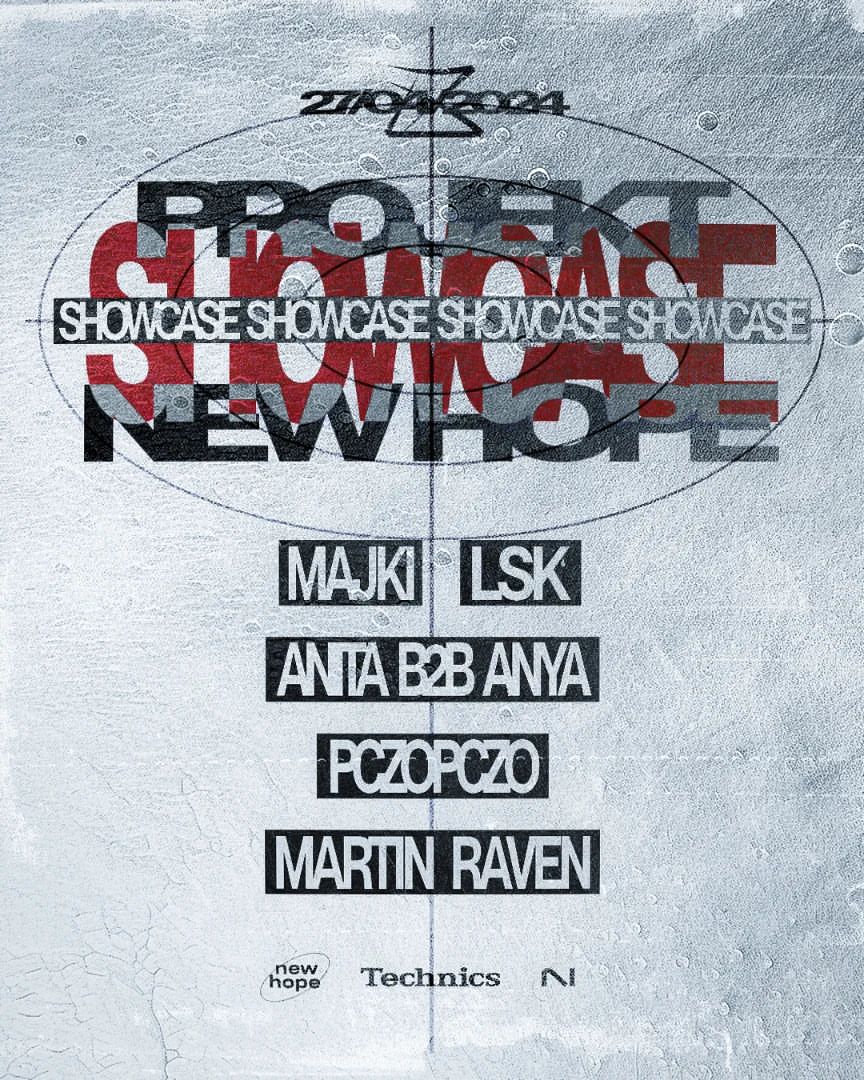 27/04/2024
PROJEKT
SHOWCASE
SHOWCASE SHOWCASE SHOWCASE SHOWCASE
NEW HOPE
MAJKI LSK
ANITA B2B ANYA
PCZOPCZO
MARTIN RAVEN
new hope Technics